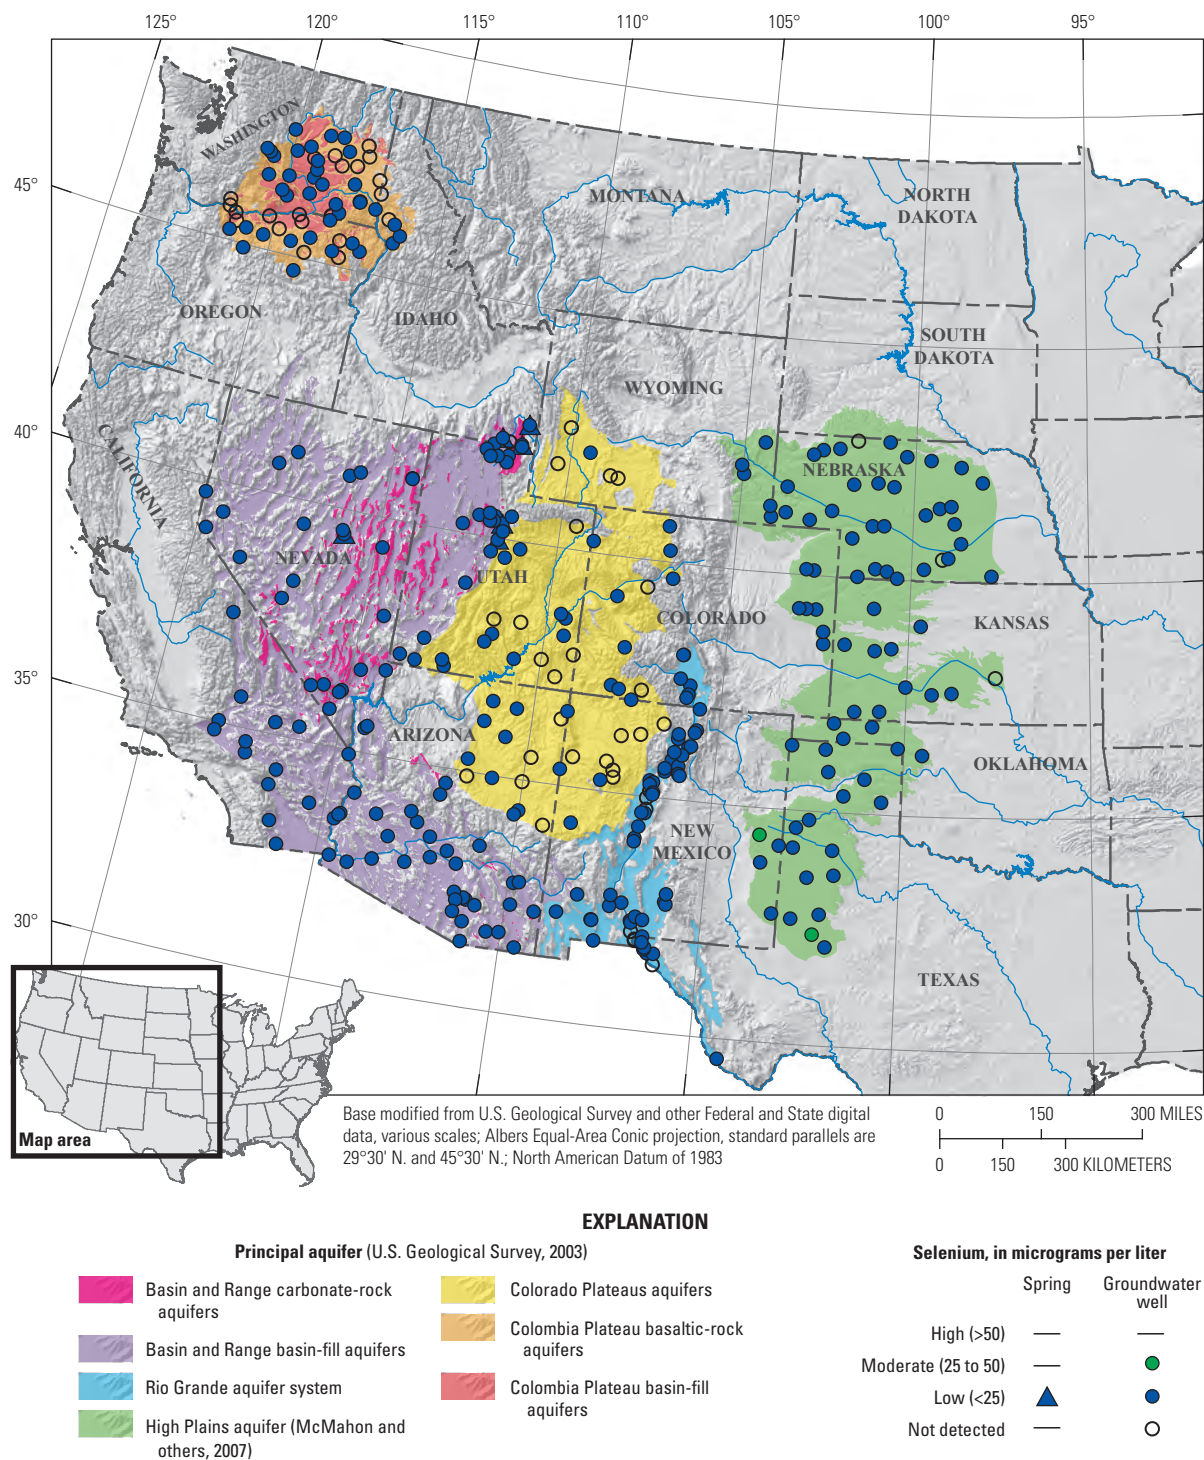 125°
120°
115°
110°
105°
100°
95°
45°
40°
35°
30°
WASHINGTON
MONTANA
NORTH
DAKOTA
OREGON
IDAHO
SOUTH
DAKOTA
WYOMING
CALIFORNIA
NEBRASKA
NEVADA
UTAH
COLORADO
KANSAS
ARIZONA
OKLAHOMA
NEW
MEXICO
TEXAS
Map area
Base modified from U.S. Geological Survey and other Federal and State digital
data, various scales; Albers Equal-Area Conic projection, standard parallels are
29°30' N. and 45°30' N.; North American Datum of 1983
0 150 300 MILES
0 150 300 KILOMETERS
EXPLANATION
Principal aquifer (U.S. Geological Survey, 2003)
Basin and Range carbonate-rock
aquifers
Basin and Range basin-fill aquifers
Rio Grande aquifer system
High Plains aquifer (McMahon and
others, 2007)
Colorado Plateaus aquifers
Colombia Plateau basaltic-rock
aquifers
Colombia Plateau basin-fill
aquifers
Selenium, in micrograms per liter
Spring Groundwater
well
High (>50) — —
Moderate (25 to 50) —
Low (<25)
Not detected —